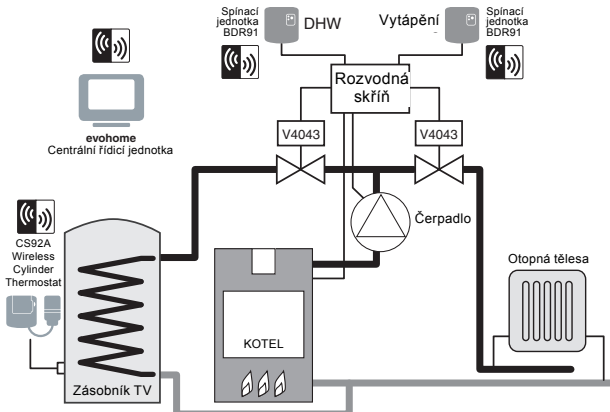 Spínací
jednotka
BDR91
DHW
Vytápění
Spínací
jednotka
BDR91
Rozvodná
skříň
evohome
Centrální řídicí jednotka
V4043
V4043
CS92A
Wireless
Cylinder
Thermostat
Čerpadlo
Otopná tělesa
KOTEL
Zásobník TV